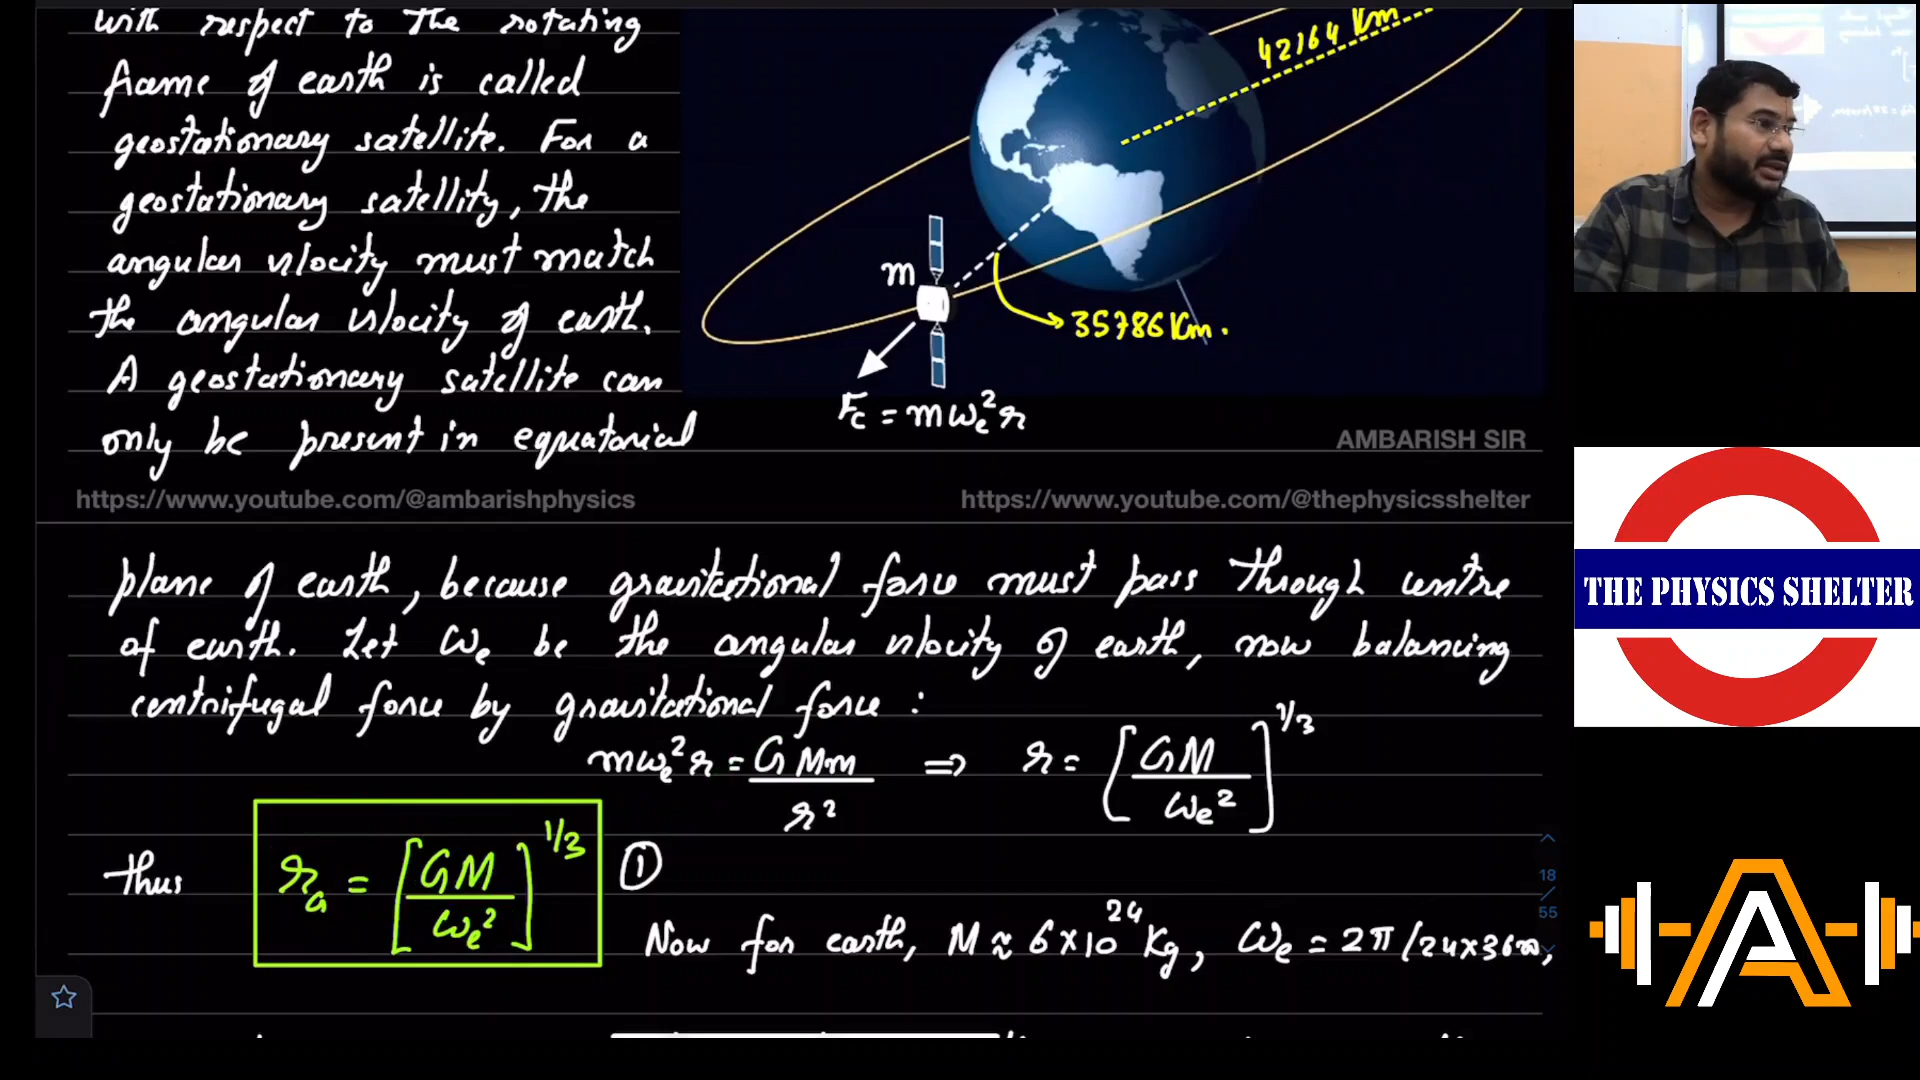 with respect to the rotating
frame of earth is called
geostationary satellite. For a
geostationary satellity, the
angular velocity must match
the angular velocity of earth.
A geostationary satellite can
only be present in equatorial
42164 Km
m
35786 Km.
Fc = mωe²r
AMBARISH SIR
https://www.youtube.com/@ambarishphysics
https://www.youtube.com/@thephysicsshelter
plane of earth, because gravitational force must pass through centre
of earth. Let ωe be the angular velocity of earth, now balancing
centrifugal force by gravitational force :
mωe²r = GMm/r² ⇒ r = [GM/ωe²]^1/3
thus rG = [GM/ωe²]^1/3 ①
Now for earth, M ≈ 6×10²⁴ Kg, ωe = 2π/24×3600,
18
55
THE PHYSICS SHELTER
A